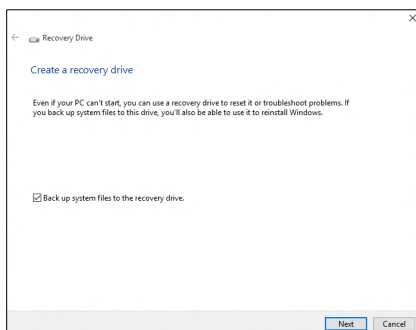 Recovery Drive
Create a recovery drive
Even if your PC can't start, you can use a recovery drive to reset it or troubleshoot problems. If
you back up system files to this drive, you'll also be able to use it to reinstall Windows.
Back up system files to the recovery drive.
Next Cancel